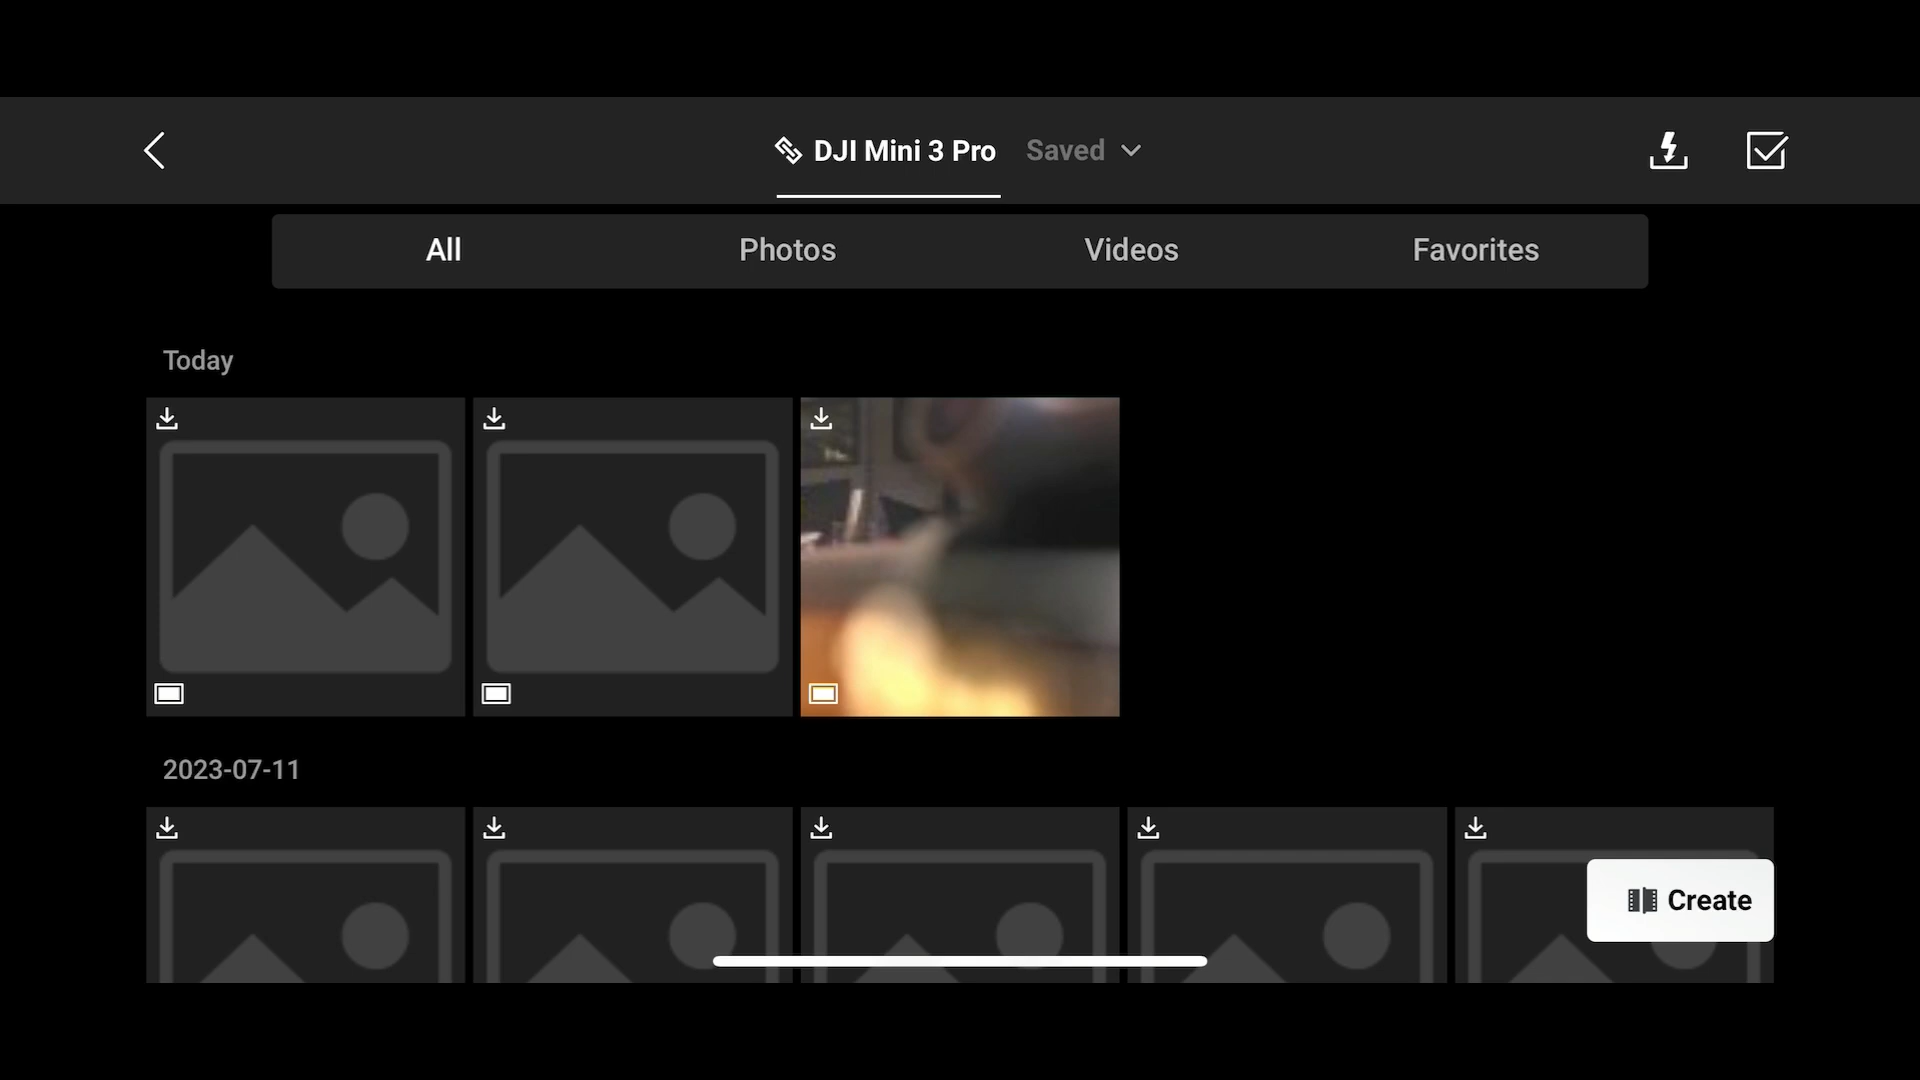 DJI Mini 3 Pro Saved
All Photos Videos Favorites
Today
2023-07-11
Create